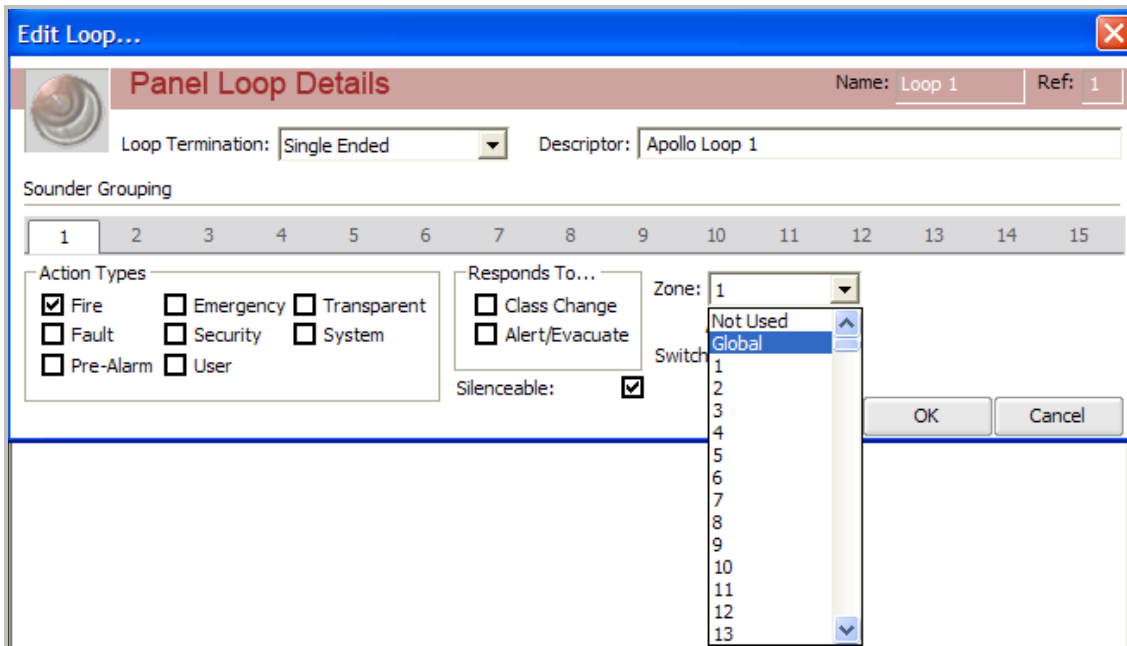 Edit Loop...
Panel Loop Details
Name: Loop 1 Ref: 1
Loop Termination: Single Ended Descriptor: Apollo Loop 1
Sounder Grouping
1 2 3 4 5 6 7 8 9 10 11 12 13 14 15
Action Types
Fire Emergency Transparent
Fault Security System
Pre-Alarm User
Responds To...
Class Change
Alert/Evacuate
Silenceable:
Zone: 1
Switch
Not Used
Global
1
2
3
4
5
6
7
8
9
10
11
12
13
OK Cancel